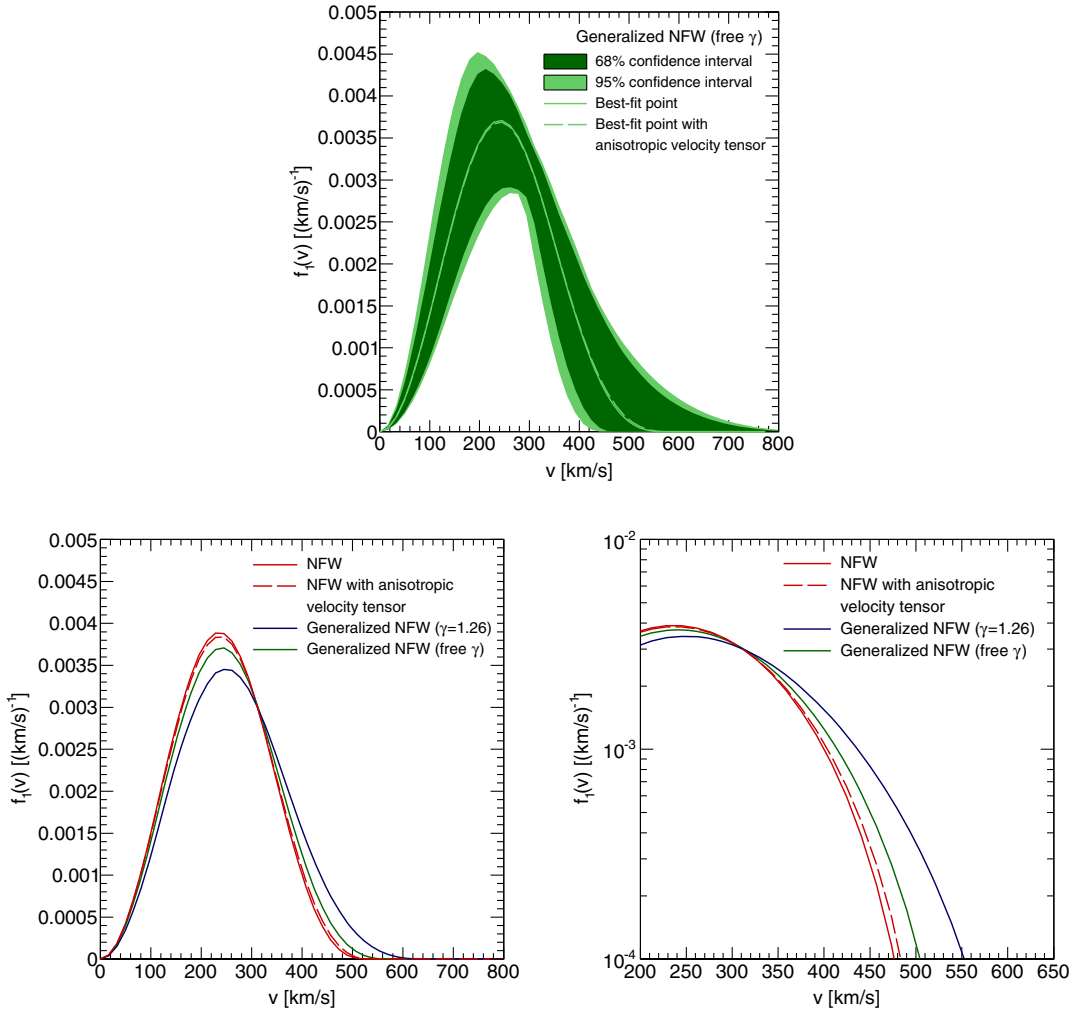 0.005
0.0045
0.004
0.0035
0.003
0.0025
0.002
0.0015
0.001
0.0005
0
f₁(v) [(km/s)⁻¹]
Generalized NFW (free γ)
68% confidence interval
95% confidence interval
Best-fit point
Best-fit point with
anisotropic velocity tensor
0 100 200 300 400 500 600 700 800
v [km/s]
0.005
0.0045
0.004
0.0035
0.003
0.0025
0.002
0.0015
0.001
0.0005
0
f₁(v) [(km/s)⁻¹]
NFW
NFW with anisotropic
velocity tensor
Generalized NFW (γ=1.26)
Generalized NFW (free γ)
0 100 200 300 400 500 600 700 800
v [km/s]
10⁻²
10⁻³
10⁻⁴
f₁(v) [(km/s)⁻¹]
NFW
NFW with anisotropic
velocity tensor
Generalized NFW (γ=1.26)
Generalized NFW (free γ)
200 250 300 350 400 450 500 550 600 650
v [km/s]